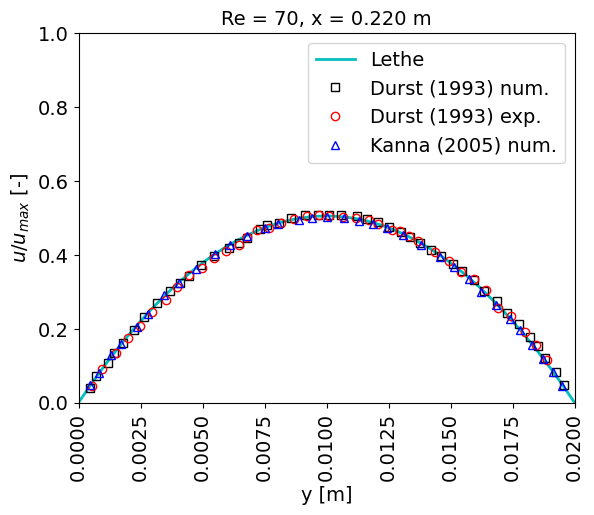 Re = 70, x = 0.220 m
1.0
0.8
0.6
0.4
0.2
0.0
u/u_max [-]
Lethe
Durst (1993) num.
Durst (1993) exp.
Kanna (2005) num.
0.0000
0.0025
0.0050
0.0075
0.0100
0.0125
0.0150
0.0175
0.0200
y [m]